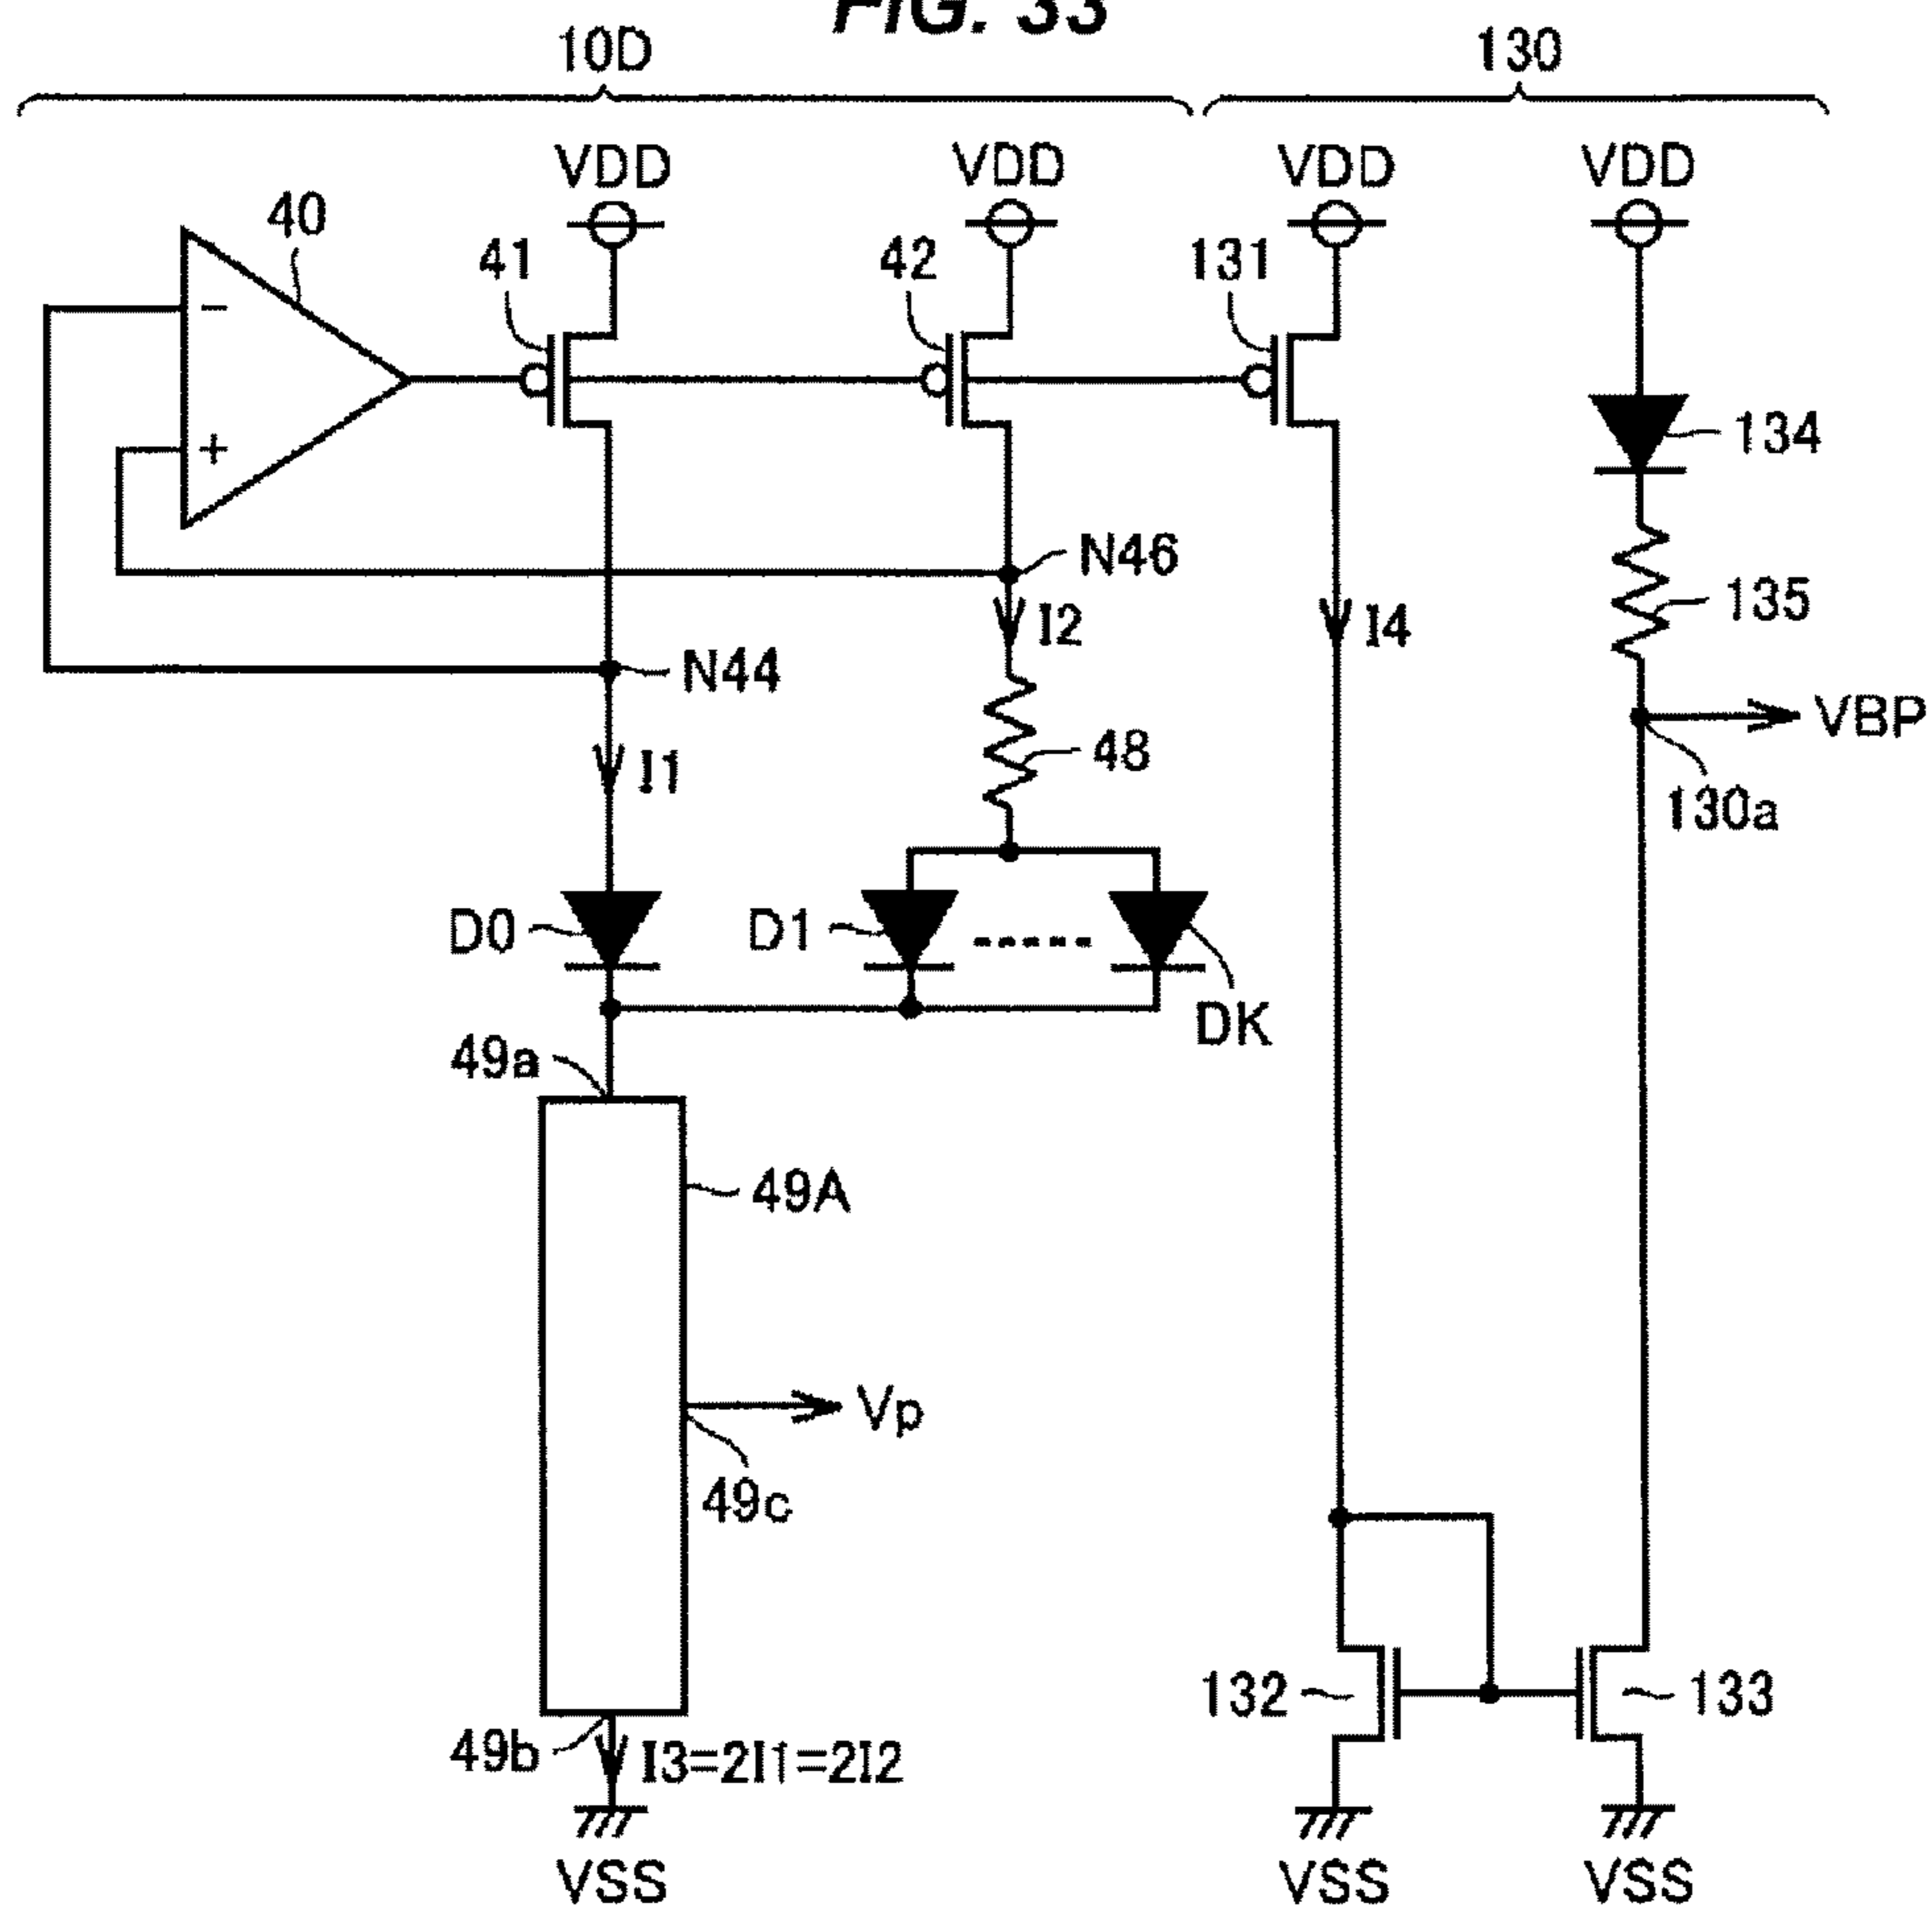 FIG. 33
10D 130
VDD VDD VDD VDD
40
41 42 131
−
+
134
N46
135
I2 I4
N44
VBP
48
I1
130a
D0 D1 DK
49a
49A
Vp
49c
132 133
49b I3=2I1=2I2
VSS VSS VSS